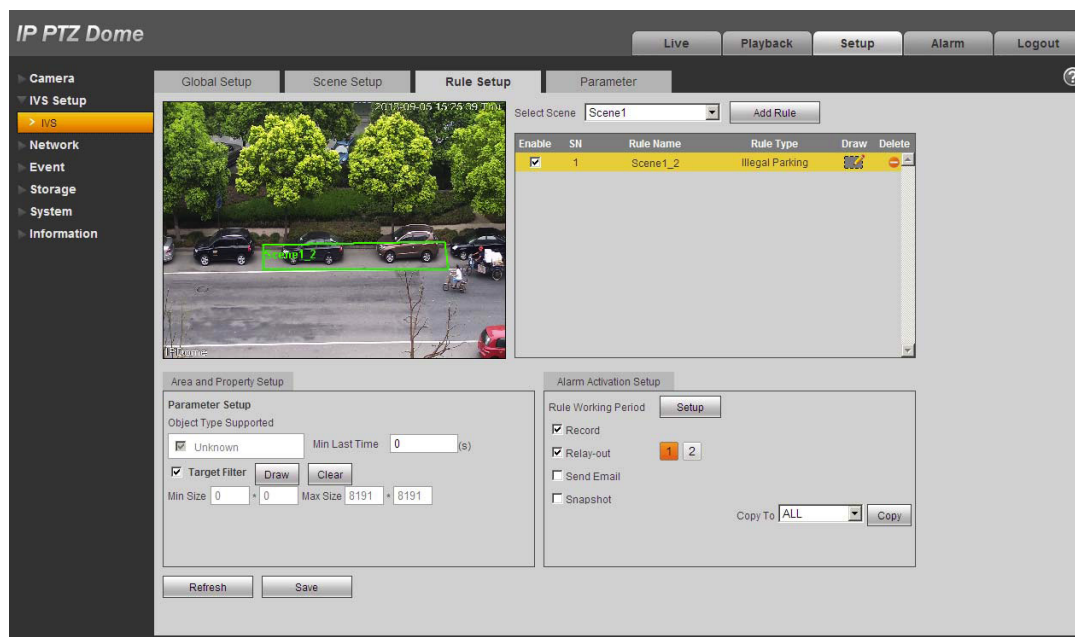 IP PTZ Dome
Live Playback Setup Alarm Logout
Camera
IVS Setup
> IVS
Network
Event
Storage
System
Information
Global Setup Scene Setup Rule Setup Parameter
?
Scene1_2
IPDome
Select Scene Scene1 Add Rule
Enable SN Rule Name Rule Type Draw Delete
1 Scene1_2 Illegal Parking
Area and Property Setup
Parameter Setup
Object Type Supported
Unknown Min Last Time 0 (s)
Target Filter Draw Clear
Min Size 0 * 0 Max Size 8191 * 8191
Alarm Activation Setup
Rule Working Period Setup
Record
Relay-out 1 2
Send Email
Snapshot
Copy To ALL Copy
Refresh Save